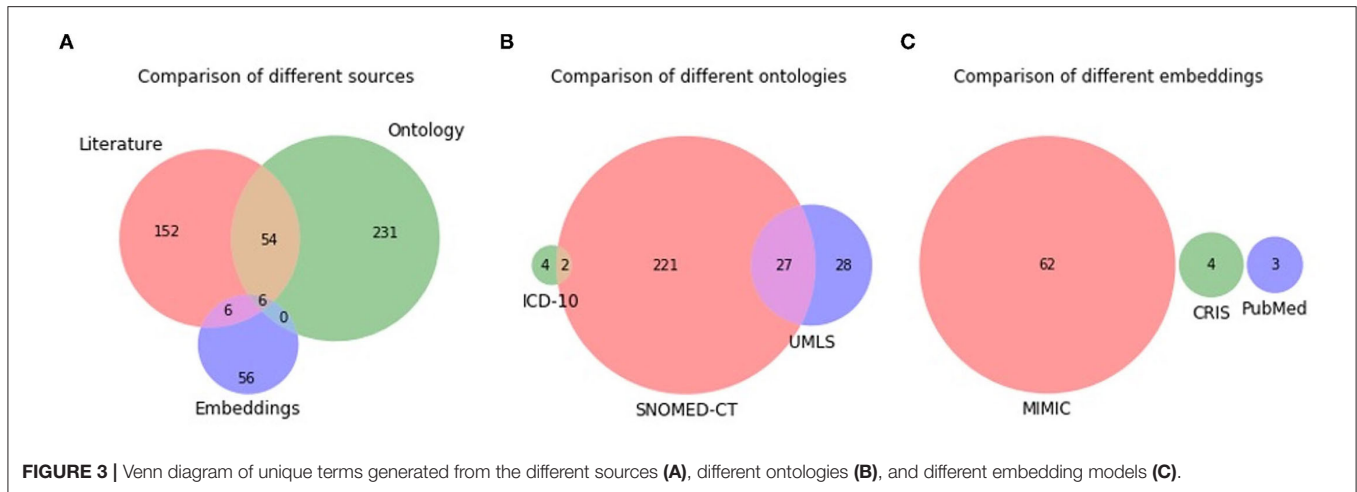 A
Comparison of different sources
Literature
Ontology
152
54
231
6
6
0
56
Embeddings
B
Comparison of different ontologies
4
2
221
27
28
ICD-10
UMLS
SNOMED-CT
C
Comparison of different embeddings
62
4
3
CRIS
PubMed
MIMIC
FIGURE 3 | Venn diagram of unique terms generated from the different sources (A), different ontologies (B), and different embedding models (C).